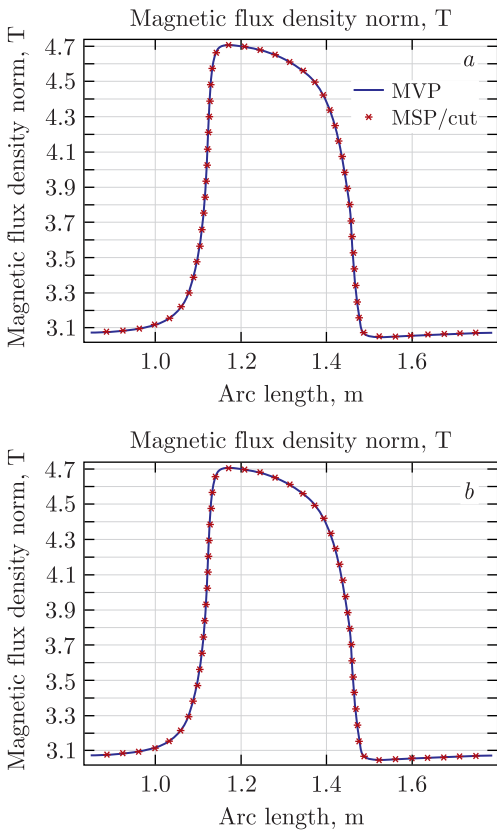 Magnetic flux density norm, T
a
MVP
MSP/cut
Magnetic flux density norm, T
4.7
4.5
4.3
4.1
3.9
3.7
3.5
3.3
3.1
1.0 1.2 1.4 1.6
Arc length, m
Magnetic flux density norm, T
b
Magnetic flux density norm, T
4.7
4.5
4.3
4.1
3.9
3.7
3.5
3.3
3.1
1.0 1.2 1.4 1.6
Arc length, m